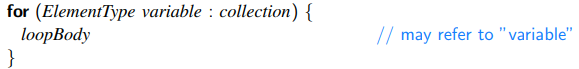 for (ElementType variable : collection) {
loopBody // may refer to "variable"
}